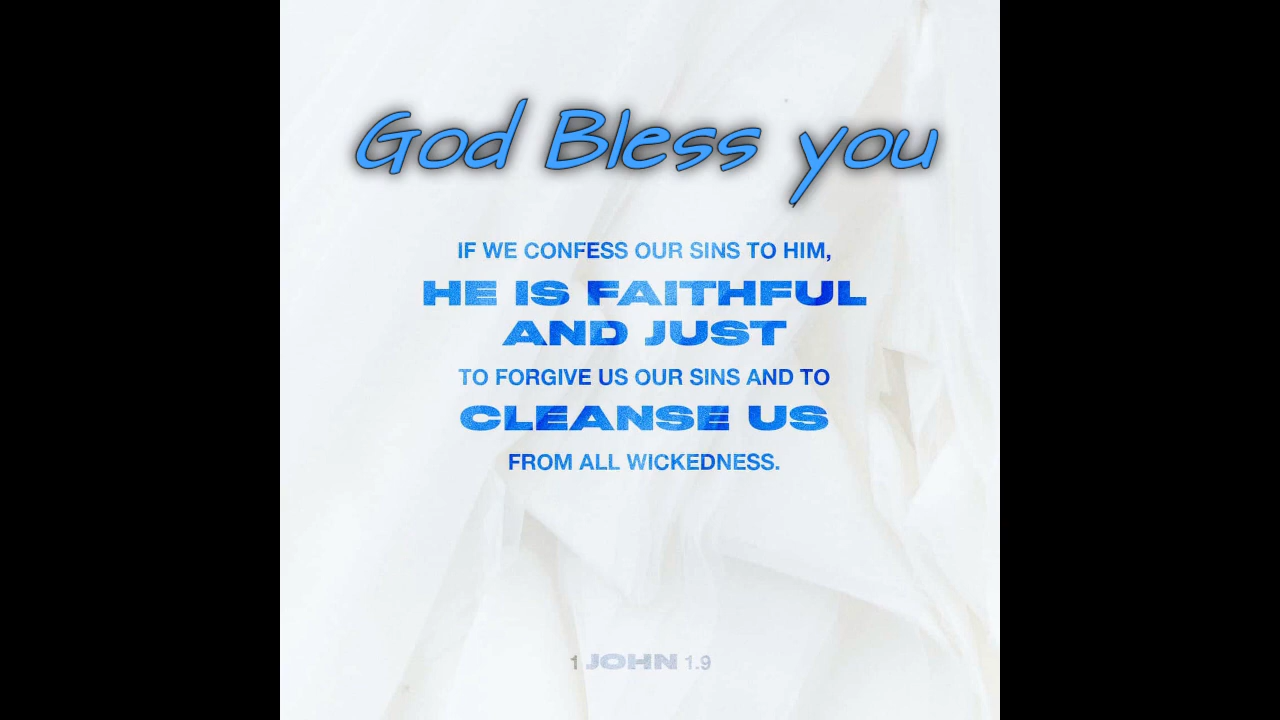 God Bless you
IF WE CONFESS OUR SINS TO HIM,
HE IS FAITHFUL
AND JUST
TO FORGIVE US OUR SINS AND TO
CLEANSE US
FROM ALL WICKEDNESS.
1 JOHN 1.9